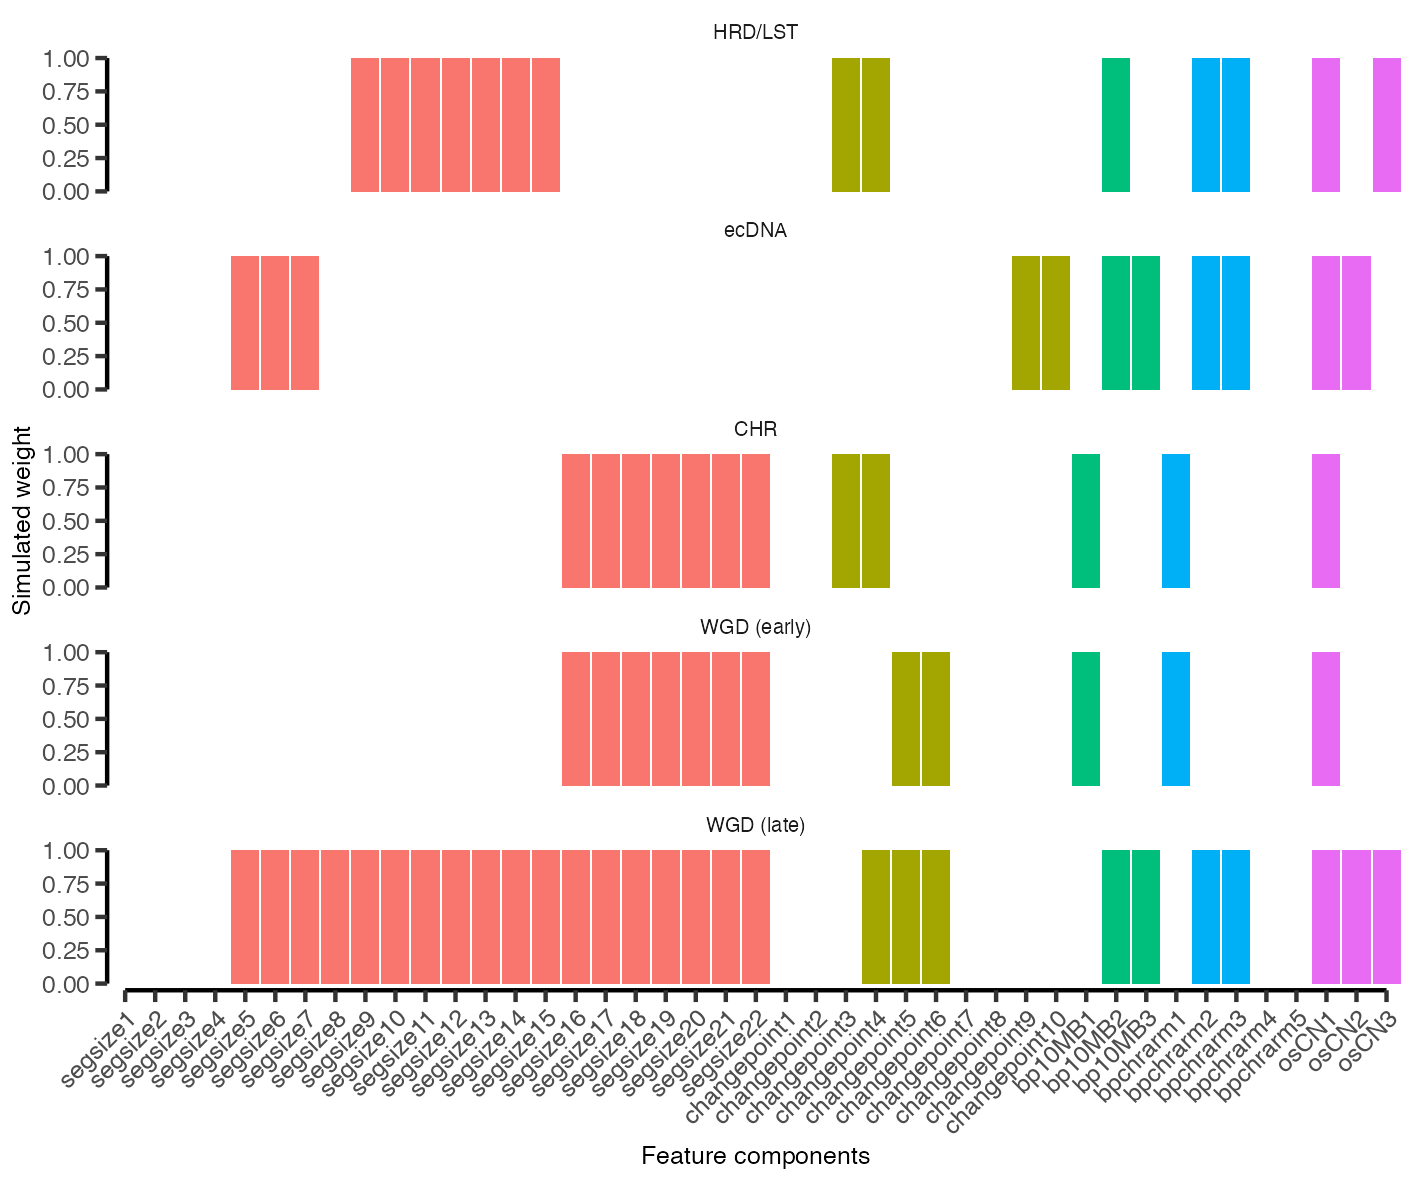 HRD/LST
1.00
0.75
0.50
0.25
0.00
ecDNA
1.00
0.75
0.50
0.25
0.00
CHR
1.00
0.75
0.50
0.25
0.00
WGD (early)
1.00
0.75
0.50
0.25
0.00
WGD (late)
1.00
0.75
0.50
0.25
0.00
Simulated weight
segsize1
segsize2
segsize3
segsize4
segsize5
segsize6
segsize7
segsize8
segsize9
segsize10
segsize11
segsize12
segsize13
segsize14
segsize15
segsize16
segsize17
segsize18
segsize19
segsize20
segsize21
segsize22
changepoint1
changepoint2
changepoint3
changepoint4
changepoint5
changepoint6
changepoint7
changepoint8
changepoint9
changepoint10
bp10MB1
bp10MB2
bp10MB3
bpchrarm1
bpchrarm2
bpchrarm3
bpchrarm4
bpchrarm5
osCN1
osCN2
osCN3
Feature components